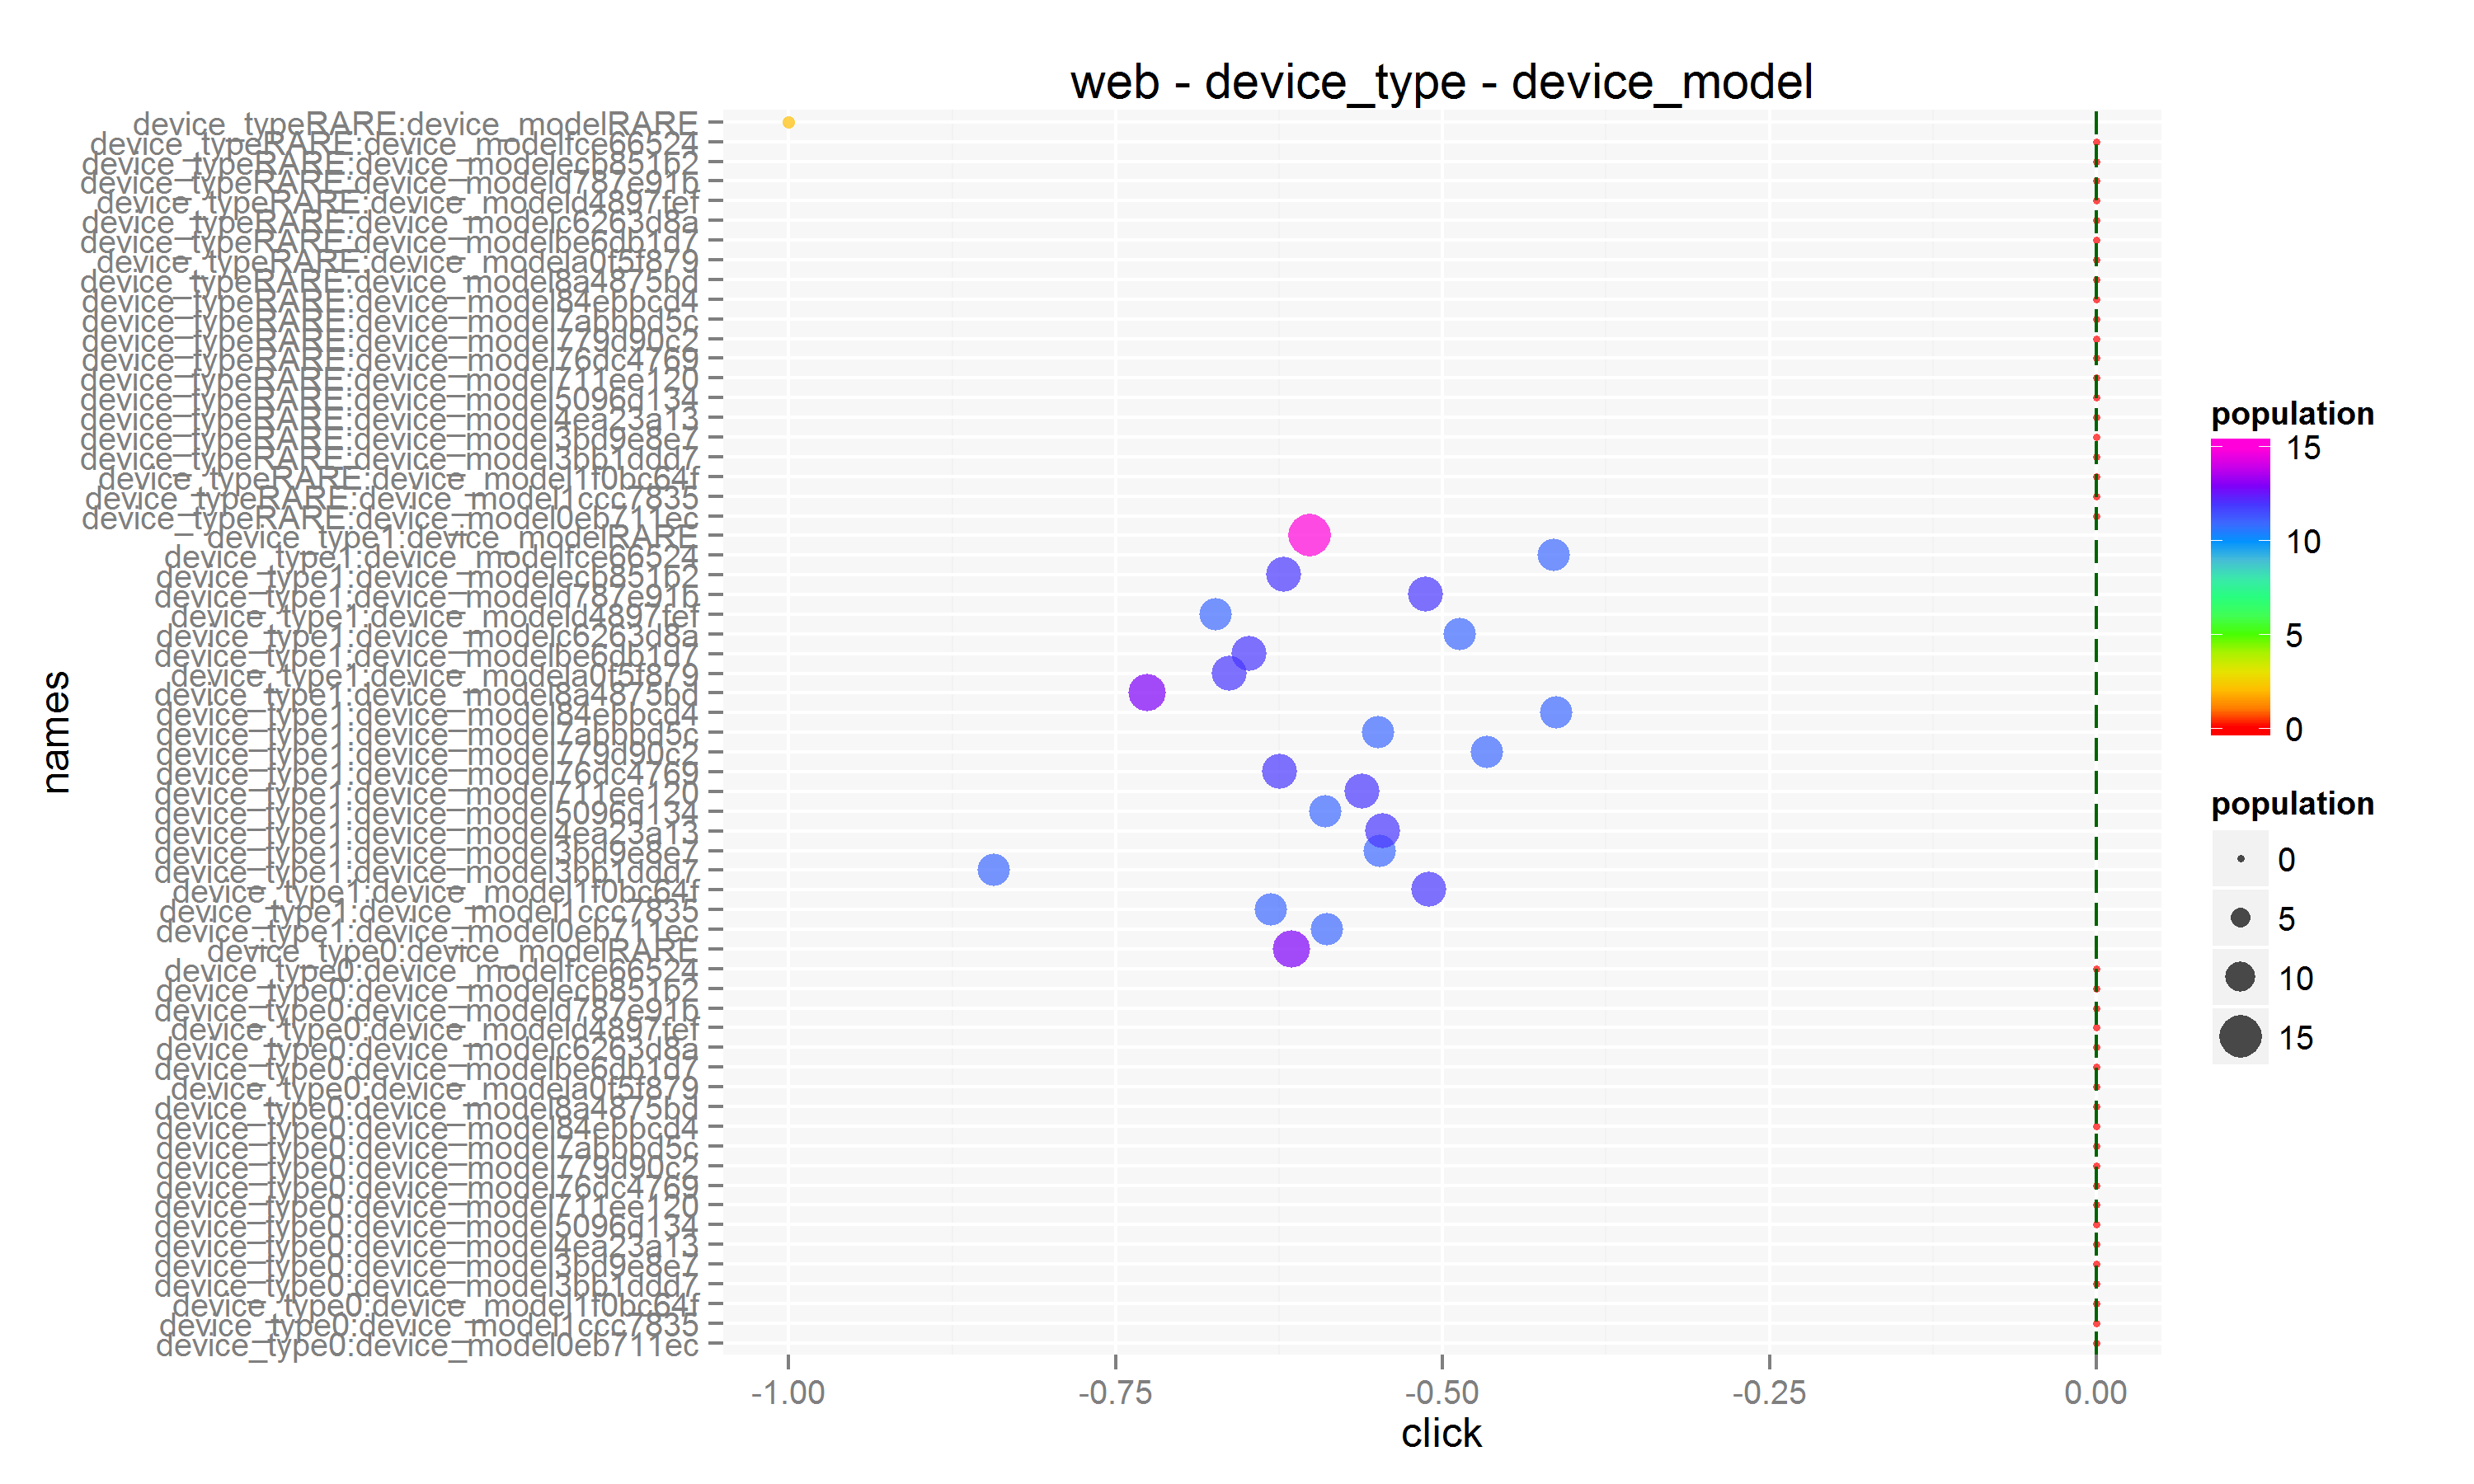 web - device_type - device_model
device_typeRARE:device_modelRARE
device_typeRARE:device_modelfce66524
device_typeRARE:device_modelecb851b2
device_typeRARE:device_modeld787e91b
device_typeRARE:device_modeld4897fef
device_typeRARE:device_modelc6263d8a
device_typeRARE:device_modelbe6db1d7
device_typeRARE:device_modela0f5f879
device_typeRARE:device_model8a4875bd
device_typeRARE:device_model84ebbcd4
device_typeRARE:device_model7abbbd5c
device_typeRARE:device_model779d90c2
device_typeRARE:device_model76dc4769
device_typeRARE:device_model711ee120
device_typeRARE:device_model5096d134
device_typeRARE:device_model4ea23a13
device_typeRARE:device_model3bd9e8e7
device_typeRARE:device_model3bb1ddd7
device_typeRARE:device_model1f0bc64f
device_typeRARE:device_model1ccc7835
device_typeRARE:device_model0eb711ec
device_type1:device_modelRARE
device_type1:device_modelfce66524
device_type1:device_modelecb851b2
device_type1:device_modeld787e91b
device_type1:device_modeld4897fef
device_type1:device_modelc6263d8a
device_type1:device_modelbe6db1d7
device_type1:device_modela0f5f879
device_type1:device_model8a4875bd
device_type1:device_model84ebbcd4
device_type1:device_model7abbbd5c
device_type1:device_model779d90c2
device_type1:device_model76dc4769
device_type1:device_model711ee120
device_type1:device_model5096d134
device_type1:device_model4ea23a13
device_type1:device_model3bd9e8e7
device_type1:device_model3bb1ddd7
device_type1:device_model1f0bc64f
device_type1:device_model1ccc7835
device_type1:device_model0eb711ec
device_type0:device_modelRARE
device_type0:device_modelfce66524
device_type0:device_modelecb851b2
device_type0:device_modeld787e91b
device_type0:device_modeld4897fef
device_type0:device_modelc6263d8a
device_type0:device_modelbe6db1d7
device_type0:device_modela0f5f879
device_type0:device_model8a4875bd
device_type0:device_model84ebbcd4
device_type0:device_model7abbbd5c
device_type0:device_model779d90c2
device_type0:device_model76dc4769
device_type0:device_model711ee120
device_type0:device_model5096d134
device_type0:device_model4ea23a13
device_type0:device_model3bd9e8e7
device_type0:device_model3bb1ddd7
device_type0:device_model1f0bc64f
device_type0:device_model1ccc7835
device_type0:device_model0eb711ec
names
-1.00
-0.75
-0.50
-0.25
0.00
click
population
15
10
5
0
population
0
5
10
15